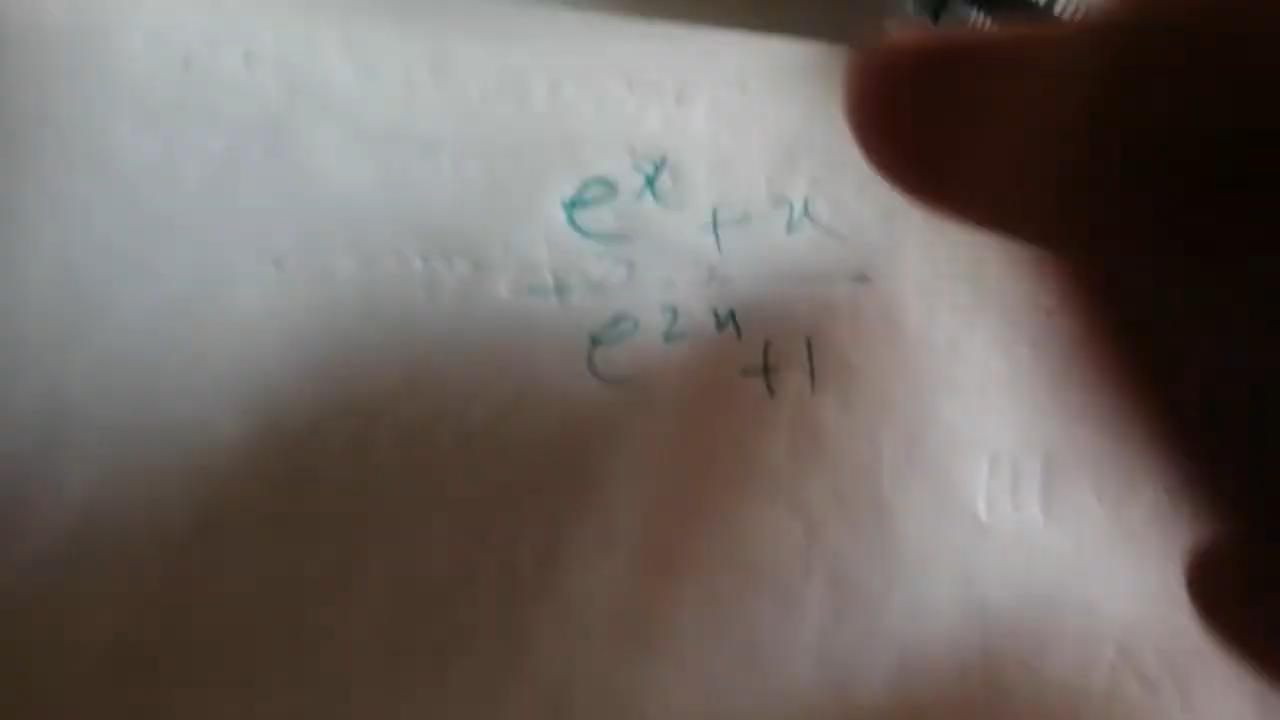 e^x + x
e^2x + 1